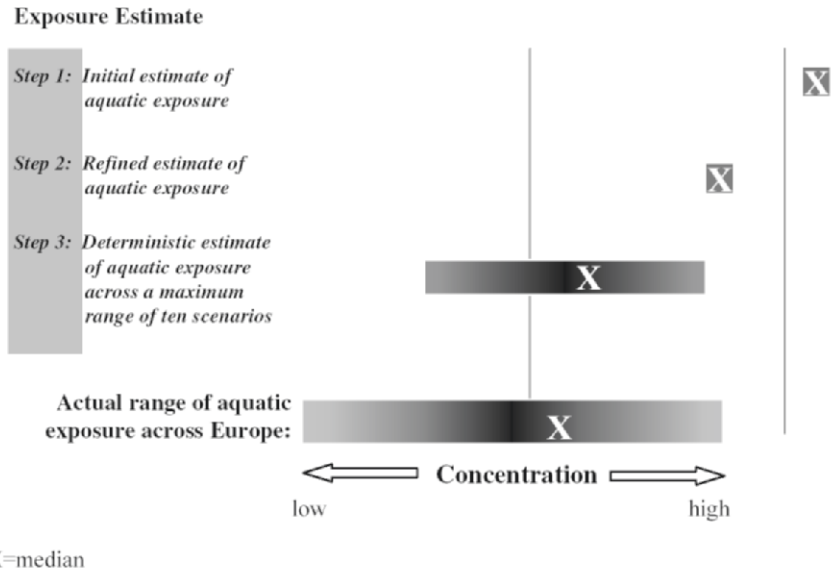 Exposure Estimate
Step 1: Initial estimate of
aquatic exposure
X
Step 2: Refined estimate of
aquatic exposure
X
Step 3: Deterministic estimate
of aquatic exposure
across a maximum
range of ten scenarios
X
Actual range of aquatic
exposure across Europe:
X
Concentration
low high
=median